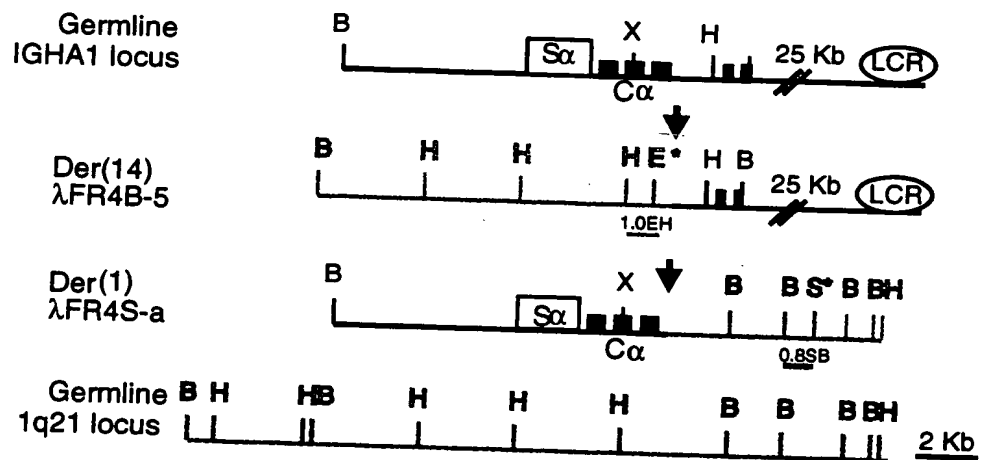 Germline
IGHA1 locus
B
Sα
X
H
25 Kb
LCR
Cα
Der(14)
λFR4B-5
B H H H E* H B
25 Kb
LCR
1.0EH
Der(1)
λFR4S-a
B
Sα
X
B B S* B BH
Cα
0.8SB
Germline
1q21 locus
B H HB H H H B B B BH
2 Kb